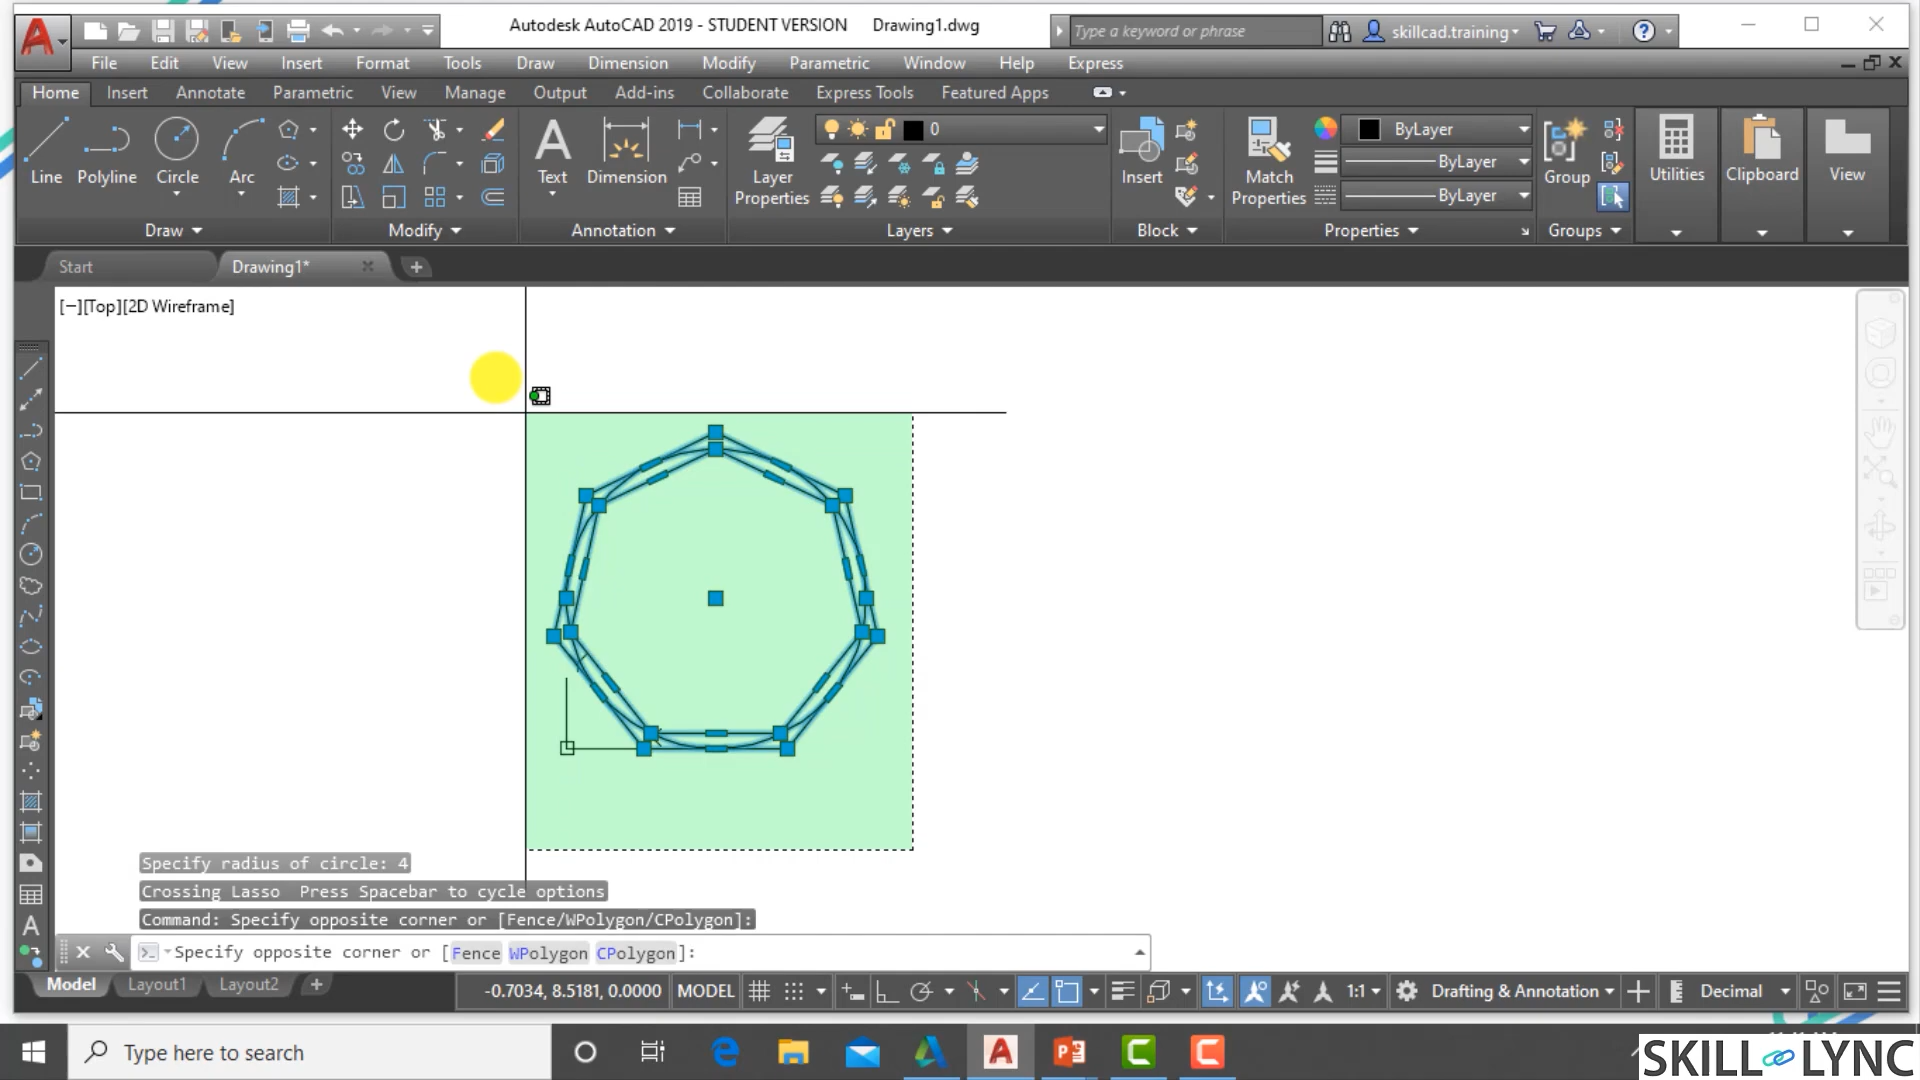 Autodesk AutoCAD 2019 - STUDENT VERSION Drawing1.dwg
Type a keyword or phrase
skillcad.training
File Edit View Insert Format Tools Draw Dimension Modify Parametric Window Help Express
Home Insert Annotate Parametric View Manage Output Add-ins Collaborate Express Tools Featured Apps
0
ByLayer
ByLayer
ByLayer
Line Polyline Circle Arc
Text Dimension
Layer Properties
Insert
Match Properties
Group
Utilities Clipboard View
Draw Modify Annotation Layers Block Properties Groups
Start Drawing1*
[−][Top][2D Wireframe]
Specify radius of circle: 4
Crossing Lasso  Press Spacebar to cycle options
Command: Specify opposite corner or [Fence/WPolygon/CPolygon]:
Specify opposite corner or [Fence WPolygon CPolygon]:
Model Layout1 Layout2
-0.7034, 8.5181, 0.0000 MODEL 1:1 Drafting & Annotation Decimal
Type here to search
SKILL LYNC